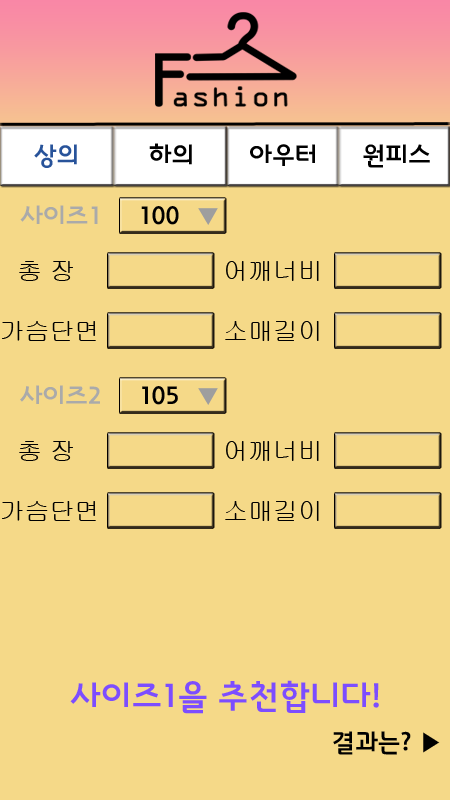 Fashion
상의 하의 아우터 원피스
사이즈1 100 ▼
총 장 어깨너비
가슴단면 소매길이
사이즈2 105 ▼
총 장 어깨너비
가슴단면 소매길이
사이즈1을 추천합니다!
결과는? ▶